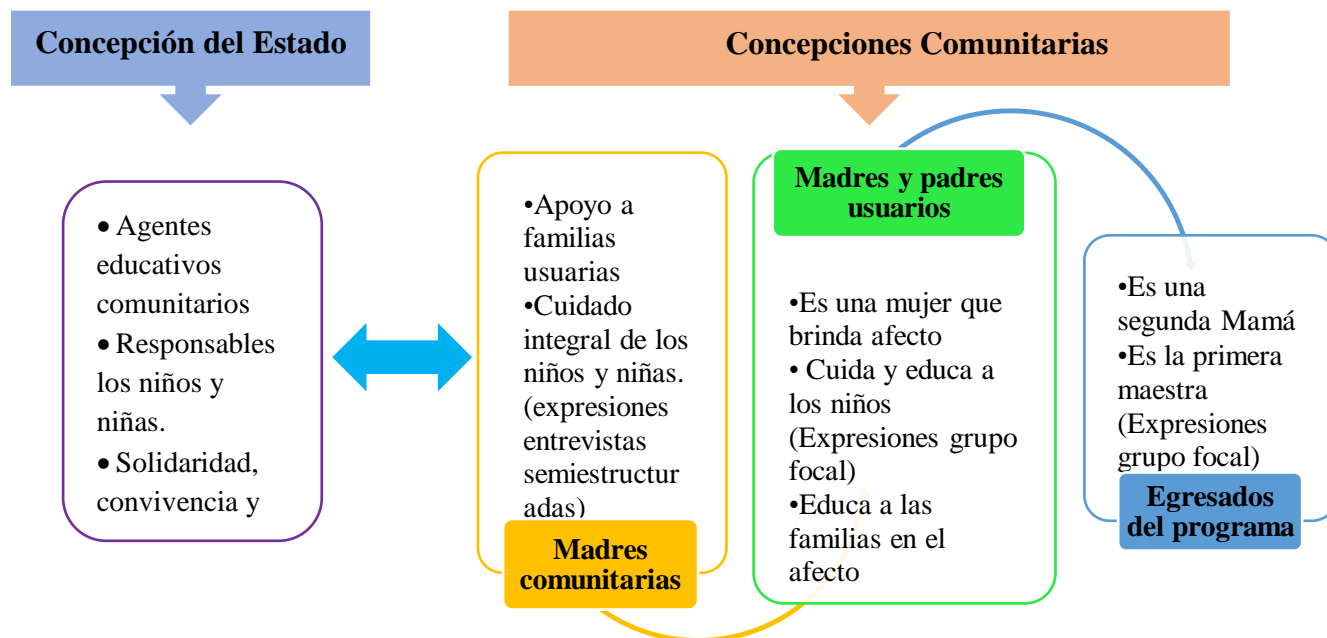 Concepción del Estado
Concepciones Comunitarias
• Agentes
educativos
comunitarios
• Responsables
los niños y
niñas.
• Solidaridad,
convivencia y
•Apoyo a
familias
usuarias
•Cuidado
integral de los
niños y niñas.
(expresiones
entrevistas
semiestructur
adas)
Madres
comunitarias
Madres y padres
usuarios
•Es una mujer que
brinda afecto
• Cuida y educa a
los niños
(Expresiones grupo
focal)
•Educa a las
familias en el
afecto
•Es una
segunda Mamá
•Es la primera
maestra
(Expresiones
grupo focal)
Egresados
del programa